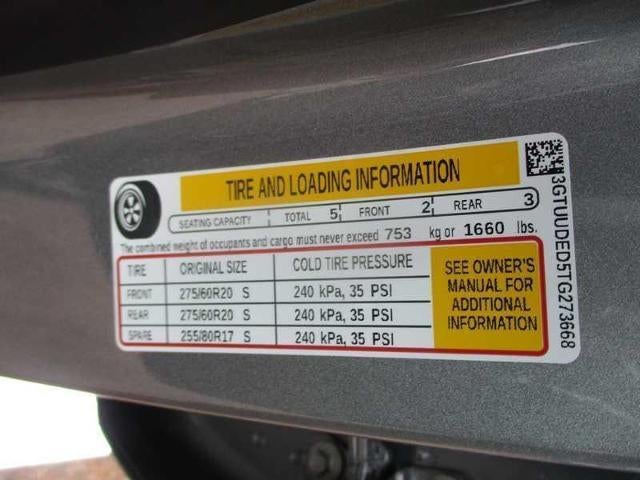 TIRE AND LOADING INFORMATION
SEATING CAPACITY TOTAL 5 FRONT 2 REAR 3
The combined weight of occupants and cargo must never exceed 753 kg or 1660 lbs.
TIRE ORIGINAL SIZE COLD TIRE PRESSURE
FRONT 275/60R20 S 240 kPa, 35 PSI
REAR 275/60R20 S 240 kPa, 35 PSI
SPARE 255/80R17 S 240 kPa, 35 PSI
SEE OWNER'S
MANUAL FOR
ADDITIONAL
INFORMATION
3GTUUDED5TG273668